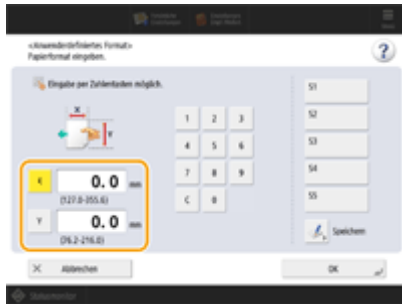 <Anwenderdefiniertes Format>
Papierformat eingeben.
?
Eingabe per Zahlentasten möglich.
X
Y
1 2 3
4 5 6
7 8 9
C 0
X 0. 0 mm
(127.0-355.6)
Y 0. 0 mm
(76.2-216.0)
S1
S2
S3
S4
S5
Speichern
Abbrechen
OK
Statusmonitor